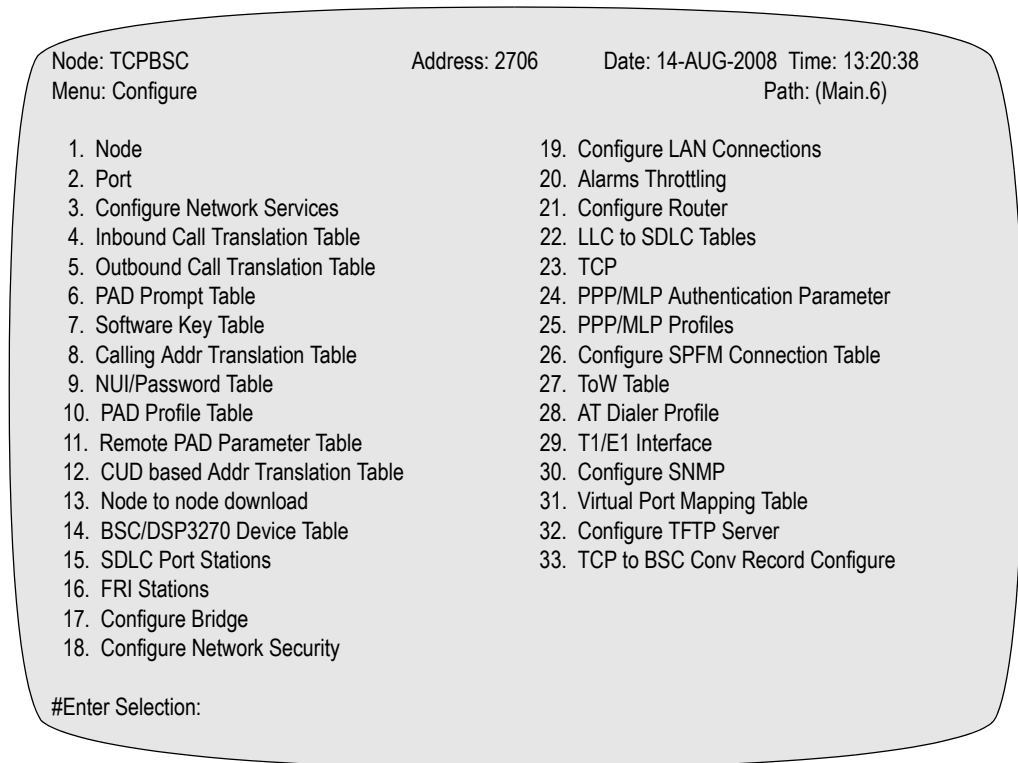 Node: TCPBSC Address: 2706 Date: 14-AUG-2008 Time: 13:20:38
Menu: Configure Path: (Main.6)
1. Node
2. Port
3. Configure Network Services
4. Inbound Call Translation Table
5. Outbound Call Translation Table
6. PAD Prompt Table
7. Software Key Table
8. Calling Addr Translation Table
9. NUI/Password Table
10. PAD Profile Table
11. Remote PAD Parameter Table
12. CUD based Addr Translation Table
13. Node to node download
14. BSC/DSP3270 Device Table
15. SDLC Port Stations
16. FRI Stations
17. Configure Bridge
18. Configure Network Security
19. Configure LAN Connections
20. Alarms Throttling
21. Configure Router
22. LLC to SDLC Tables
23. TCP
24. PPP/MLP Authentication Parameter
25. PPP/MLP Profiles
26. Configure SPFM Connection Table
27. ToW Table
28. AT Dialer Profile
29. T1/E1 Interface
30. Configure SNMP
31. Virtual Port Mapping Table
32. Configure TFTP Server
33. TCP to BSC Conv Record Configure
#Enter Selection: